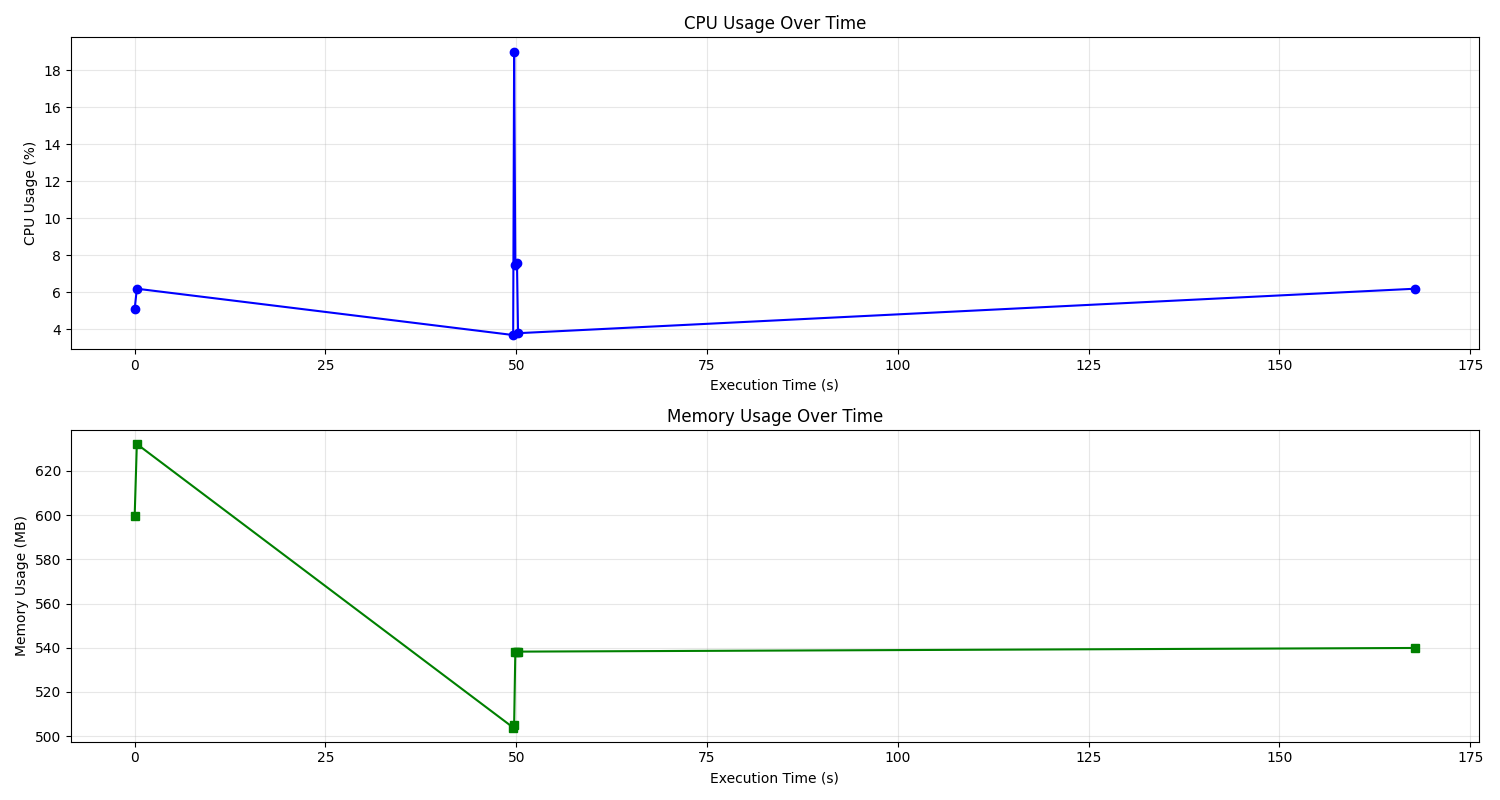 CPU Usage Over Time
18
16
14
12
10
8
6
4
CPU Usage (%)
0 25 50 75 100 125 150 175
Execution Time (s)
Memory Usage Over Time
620
600
580
560
540
520
500
Memory Usage (MB)
0 25 50 75 100 125 150 175
Execution Time (s)